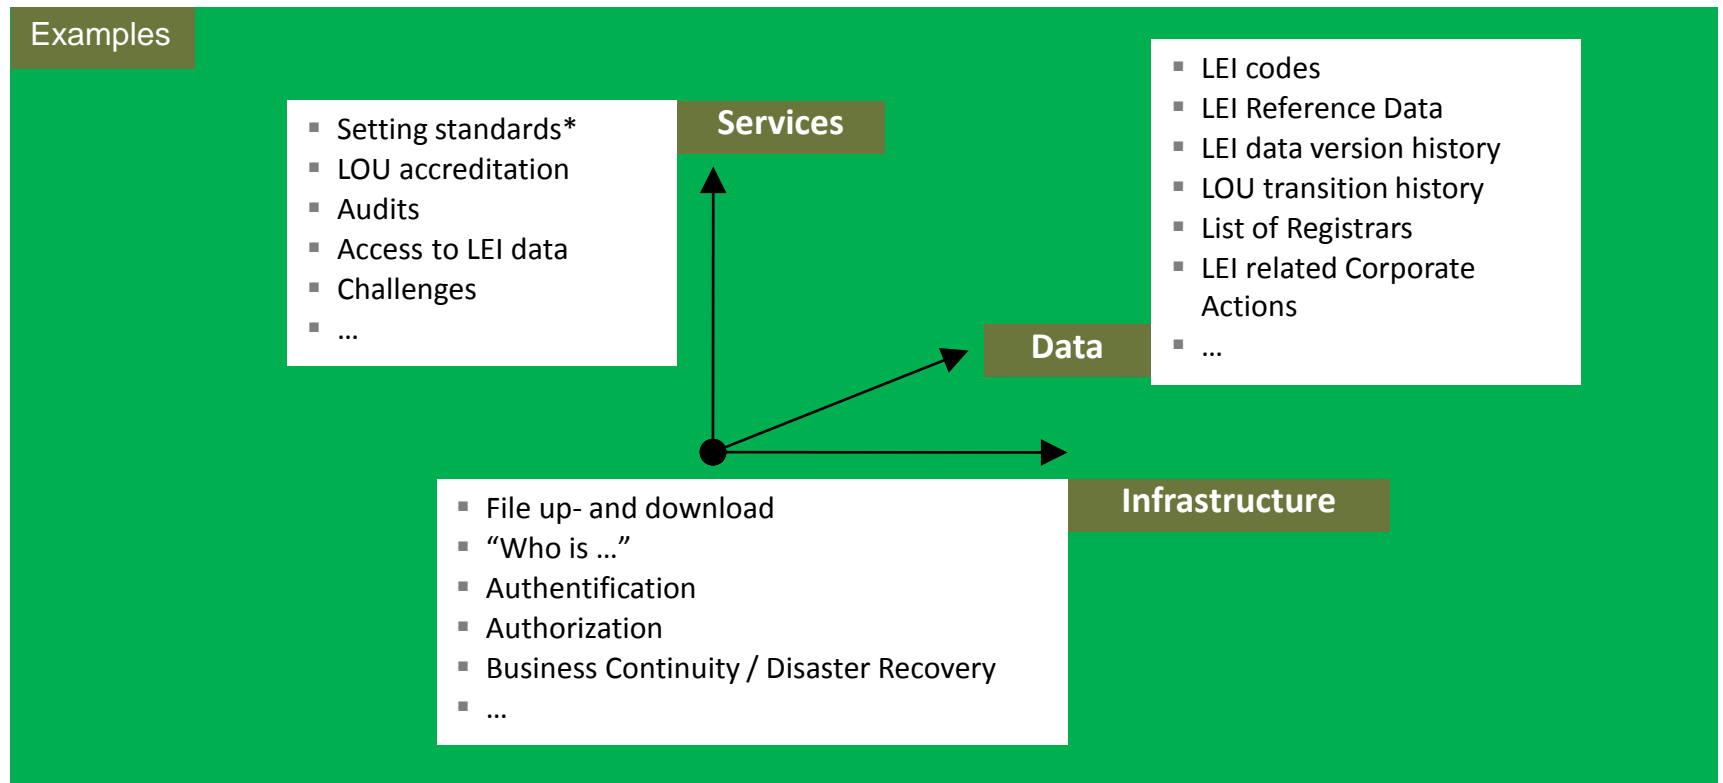 Examples
Services
▪ Setting standards*
▪ LOU accreditation
▪ Audits
▪ Access to LEI data
▪ Challenges
▪ ...
Data
▪ LEI codes
▪ LEI Reference Data
▪ LEI data version history
▪ LOU transition history
▪ List of Registrars
▪ LEI related Corporate
Actions
▪ ...
Infrastructure
▪ File up- and download
▪ “Who is ...”
▪ Authentification
▪ Authorization
▪ Business Continuity / Disaster Recovery
▪ ...